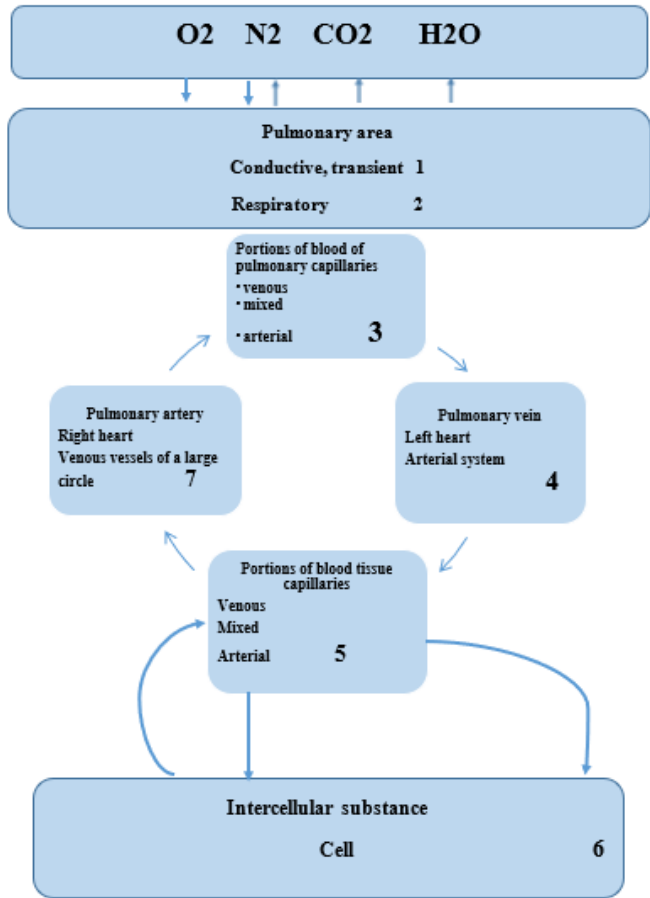 O2 N2 CO2 H2O
Pulmonary area
Conductive, transient 1
Respiratory 2
Portions of blood of
pulmonary capillaries
• venous
• mixed
• arterial 3
Pulmonary artery
Right heart
Venous vessels of a large
circle 7
Pulmonary vein
Left heart
Arterial system
4
Portions of blood tissue
capillaries
Venous
Mixed
Arterial 5
Intercellular substance
Cell 6